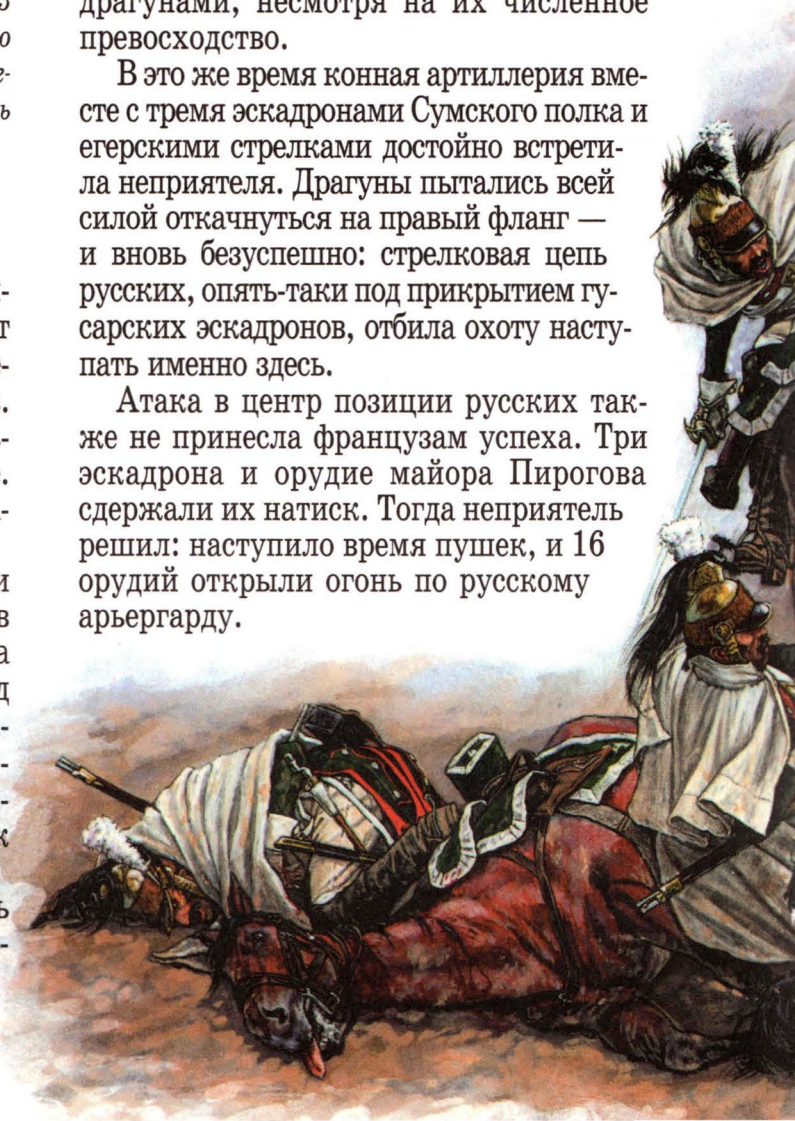 драгунами, несмотря на их численное
превосходство.
В это же время конная артиллерия вме-
сте с тремя эскадронами Сумского полка и
егерскими стрелками достойно встрети-
ла неприятеля. Драгуны пытались всей
силой откачнуться на правый фланг —
и вновь безуспешно: стрелковая цепь
русских, опять-таки под прикрытием гу-
сарских эскадронов, отбила охоту насту-
пать именно здесь.
Атака в центр позиции русских так-
же не принесла французам успеха. Три
эскадрона и орудие майора Пирогова
сдержали их натиск. Тогда неприятель
решил: наступило время пушек, и 16
орудий открыли огонь по русскому
арьергарду.